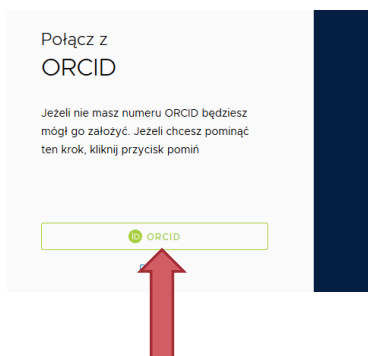 Połącz z
ORCID
Jeżeli nie masz numeru ORCID będziesz
mógł go założyć. Jeżeli chcesz pominąć
ten krok, kliknij przycisk pomiń
iD ORCID